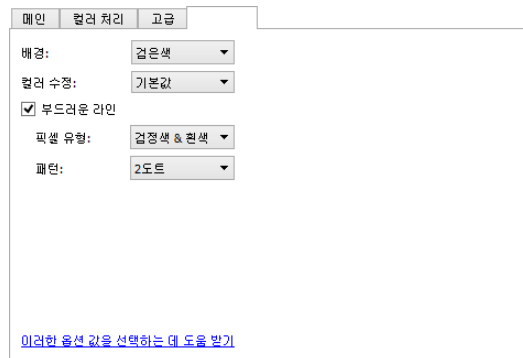 메인 컬러 처리 고급
배경: 검은색
컬러 수정: 기본값
부드러운 라인
픽셀 유형: 검정색 & 흰색
패턴: 2도트
이러한 옵션 값을 선택하는 데 도움 받기